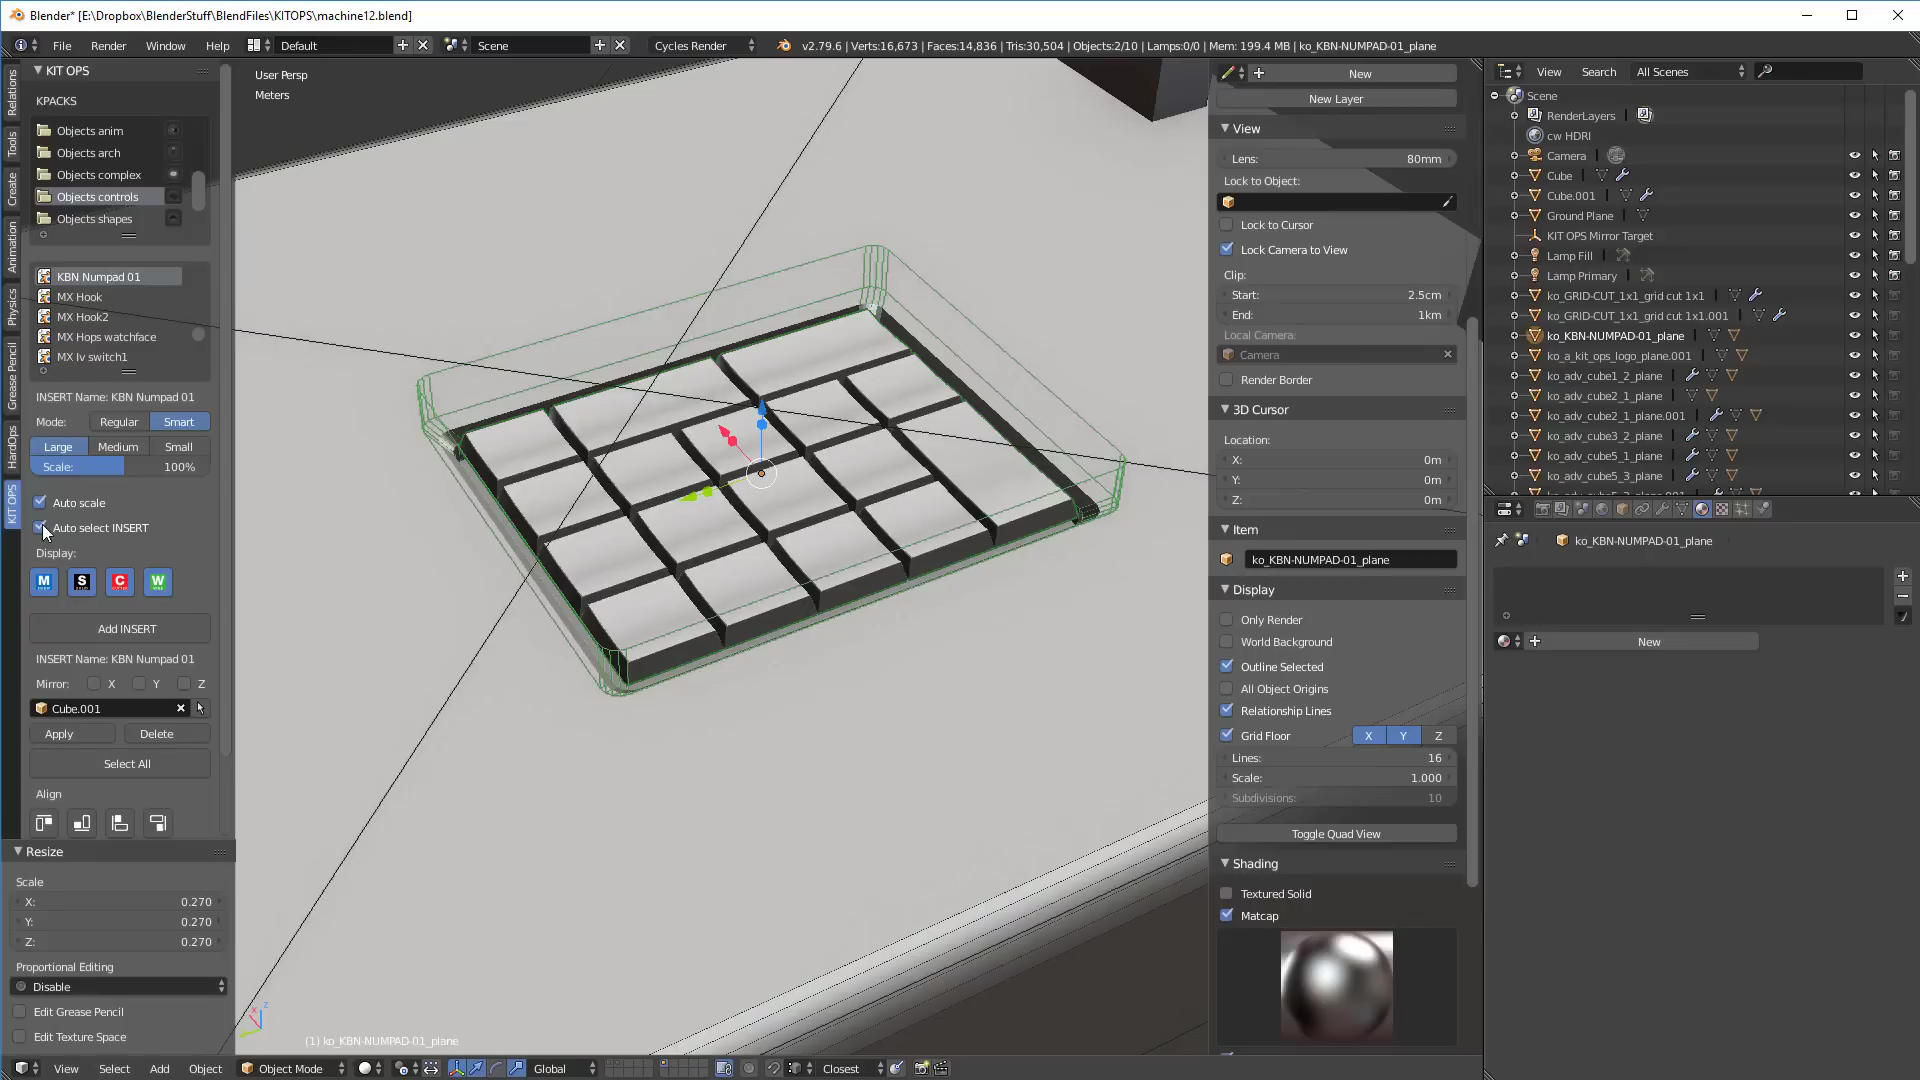 Blender* [E:\Dropbox\BlenderStuff\BlendFiles\KITOPS\machine12.blend]
File Render Window Help Default Scene Cycles Render v2.79.6 | Verts:16,673 | Faces:14,836 | Tris:30,504 | Objects:2/10 | Lamps:0/0 | Mem: 199.4 MB | ko_KBN-NUMPAD-01_plane
Relations
Tools
Create
Animation
Physics
Grease Pencil
HardOps
KIT OPS
KIT OPS
KPACKS
Objects anim
Objects arch
Objects complex
Objects controls
Objects shapes
KBN Numpad 01
MX Hook
MX Hook2
MX Hops watchface
MX lv switch1
INSERT Name: KBN Numpad 01
Mode: Regular Smart
Large Medium Small
Scale: 100%
Auto scale
Auto select INSERT
Display:
M S C W
Add INSERT
INSERT Name: KBN Numpad 01
Mirror: X Y Z
Cube.001
Apply Delete
Select All
Align
Resize
Scale
X: 0.270
Y: 0.270
Z: 0.270
Proportional Editing
Disable
Edit Grease Pencil
Edit Texture Space
User Persp
Meters
(1) ko_KBN-NUMPAD-01_plane
View Select Add Object Object Mode Global Closest
New
New Layer
View
Lens: 80mm
Lock to Object:
Lock to Cursor
Lock Camera to View
Clip:
Start: 2.5cm
End: 1km
Local Camera:
Camera
Render Border
3D Cursor
Location:
X: 0m
Y: 0m
Z: 0m
Item
ko_KBN-NUMPAD-01_plane
Display
Only Render
World Background
Outline Selected
All Object Origins
Relationship Lines
Grid Floor X Y Z
Lines: 16
Scale: 1.000
Subdivisions: 10
Toggle Quad View
Shading
Textured Solid
Matcap
View Search All Scenes
Scene
RenderLayers
cw HDRI
Camera
Cube
Cube.001
Ground Plane
KIT OPS Mirror Target
Lamp Fill
Lamp Primary
ko_GRID-CUT_1x1_grid cut 1x1
ko_GRID-CUT_1x1_grid cut 1x1.001
ko_KBN-NUMPAD-01_plane
ko_a_kit_ops_logo_plane.001
ko_adv_cube1_2_plane
ko_adv_cube2_1_plane
ko_adv_cube2_1_plane.001
ko_adv_cube3_2_plane
ko_adv_cube5_1_plane
ko_adv_cube5_3_plane
ko_KBN-NUMPAD-01_plane
New